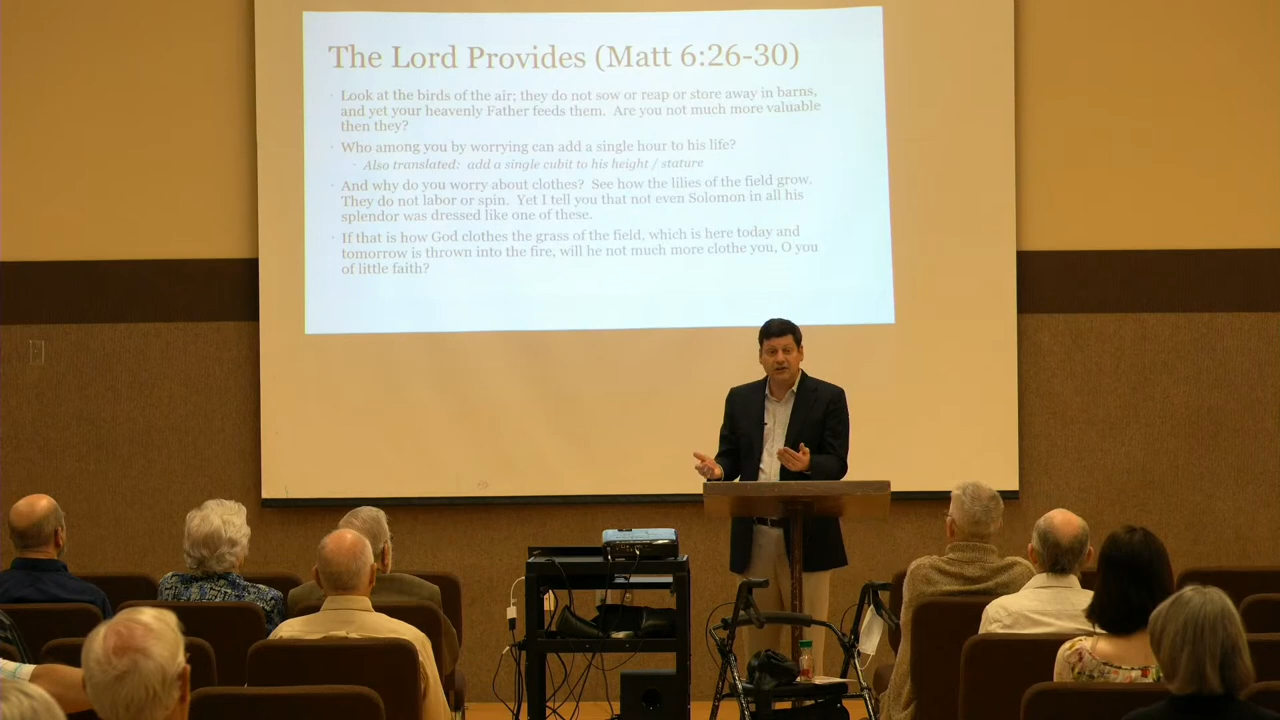 The Lord Provides (Matt 6:26-30)
Look at the birds of the air; they do not sow or reap or store away in barns,
and yet your heavenly Father feeds them. Are you not much more valuable
then they?
Who among you by worrying can add a single hour to his life?
Also translated: add a single cubit to his height / stature
And why do you worry about clothes? See how the lilies of the field grow.
They do not labor or spin. Yet I tell you that not even Solomon in all his
splendor was dressed like one of these.
If that is how God clothes the grass of the field, which is here today and
tomorrow is thrown into the fire, will he not much more clothe you, O you
of little faith?